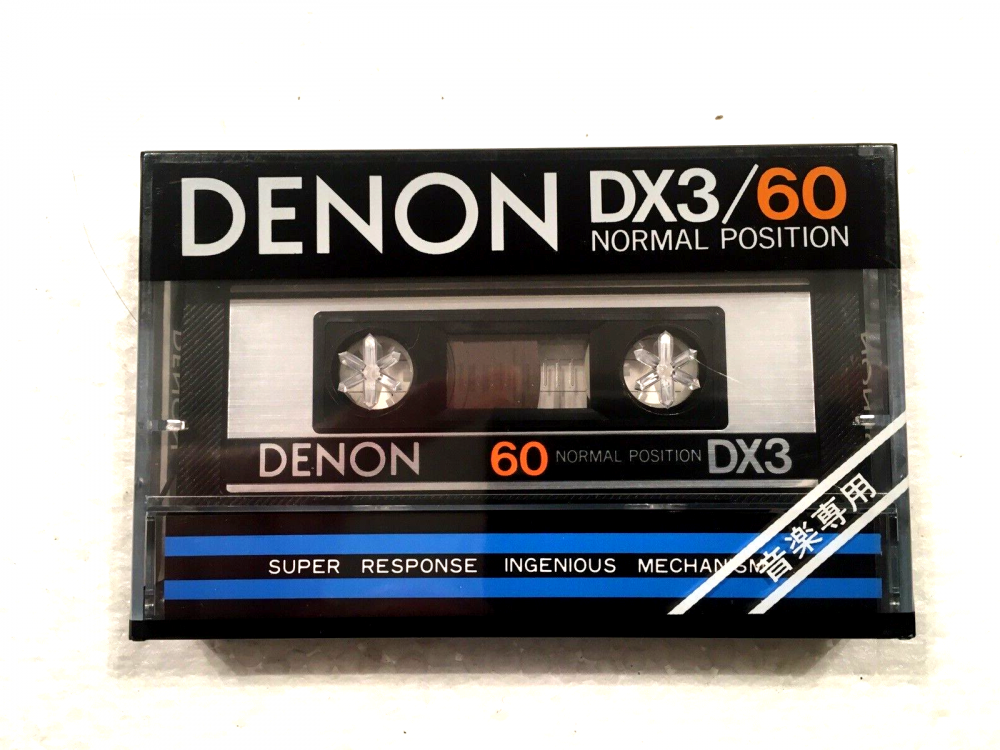 DENON DX3/60
NORMAL POSITION
DENON 60 NORMAL POSITION DX3
SUPER RESPONSE INGENIOUS MECHANISM
音楽専用